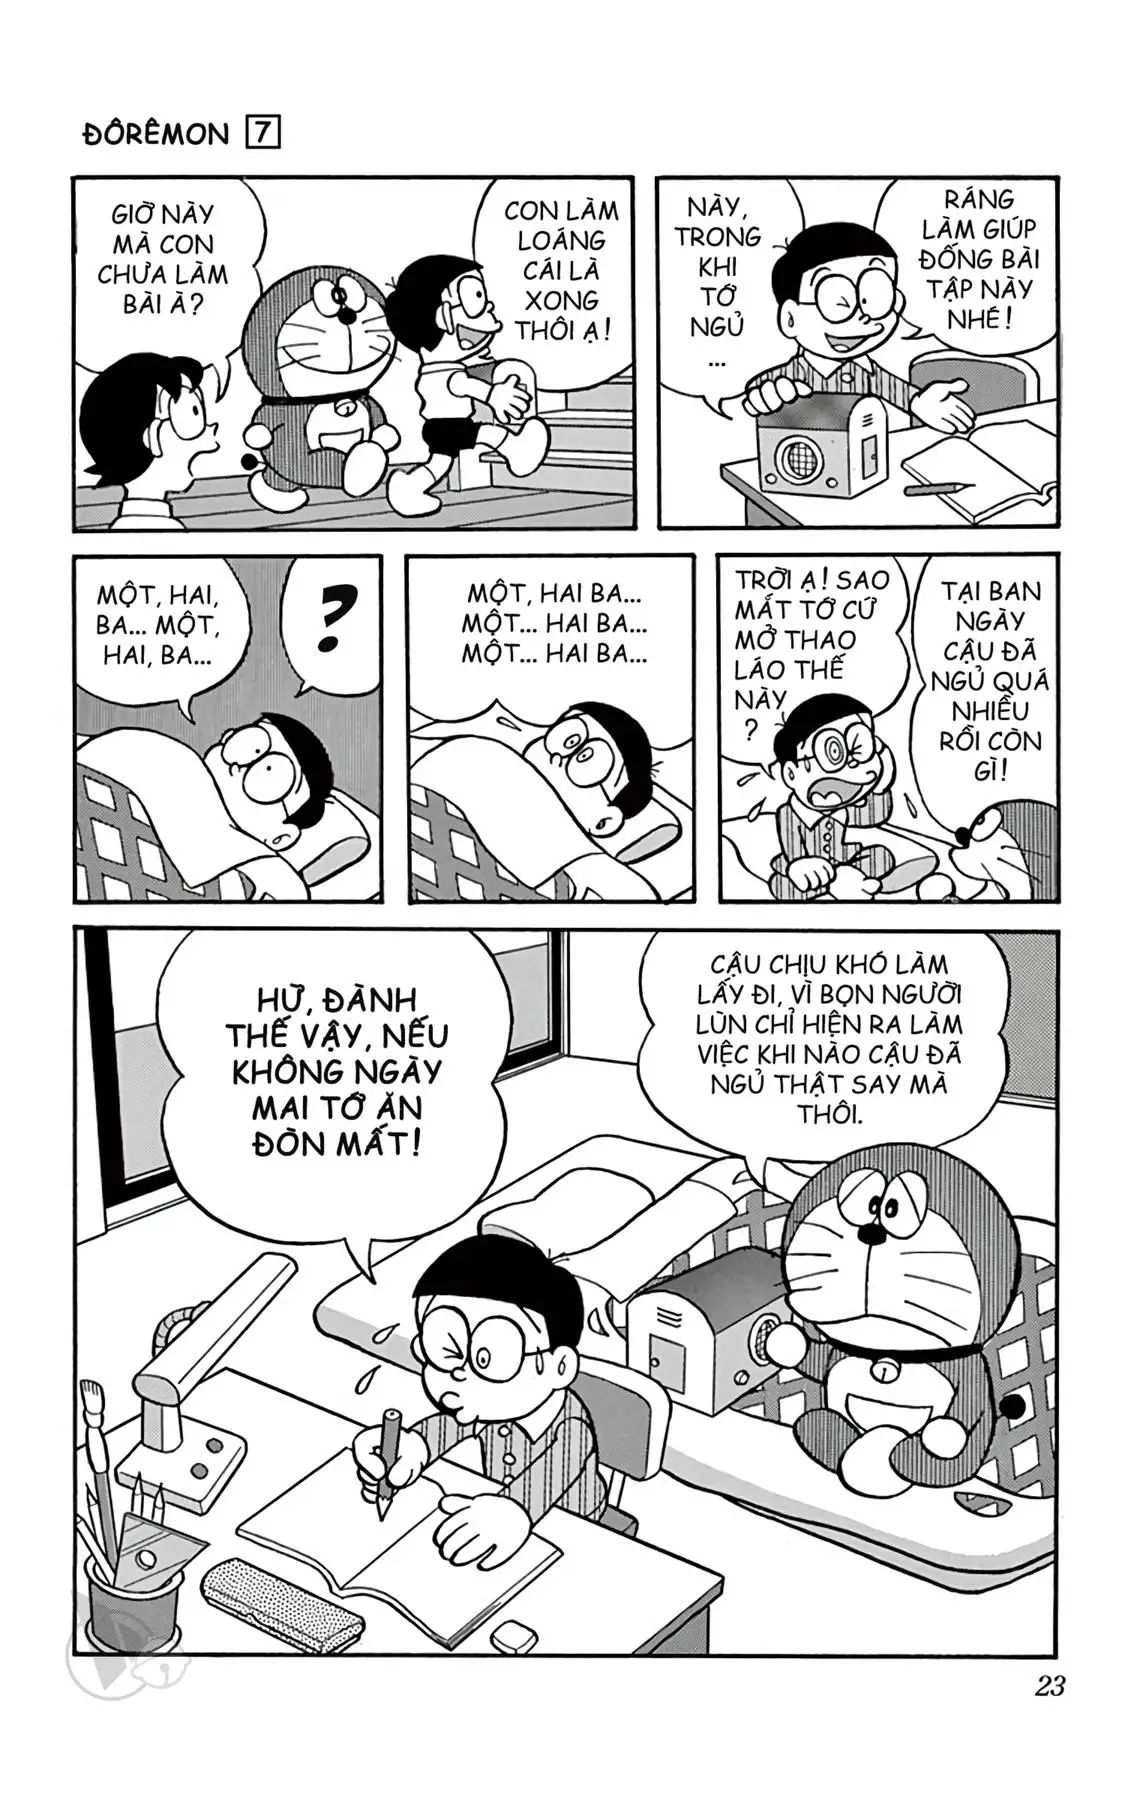 ĐÔRÊMON 7
GIỜ NÀY
MÀ CON
CHƯA LÀM
BÀI À?
CON LÀM
LOÁNG
CÁI LÀ
XONG
THÔI Ạ!
NÀY,
TRONG
KHI
TỚ
NGỦ
...
RÁNG
LÀM GIÚP
ĐỐNG BÀI
TẬP NÀY
NHÉ!
MỘT, HAI,
BA... MỘT,
HAI, BA...
?
MỘT, HAI BA...
MỘT... HAI BA...
MỘT... HAI BA...
TRỜI Ạ! SAO
MẮT TỚ CỨ
MỞ THAO
LÁO THẾ
NÀY
?
TẠI BAN
NGÀY
CẬU ĐÃ
NGỦ QUÁ
NHIỀU
RỒI CÒN
GÌ!
HỪ, ĐÀNH
THẾ VẬY, NẾU
KHÔNG NGÀY
MAI TỚ ĂN
ĐÒN MẤT!
CẬU CHỊU KHÓ LÀM
LẤY ĐI, VÌ BỌN NGƯỜI
LÙN CHỈ HIỆN RA LÀM
VIỆC KHI NÀO CẬU ĐÃ
NGỦ THẬT SAY MÀ
THÔI.
23